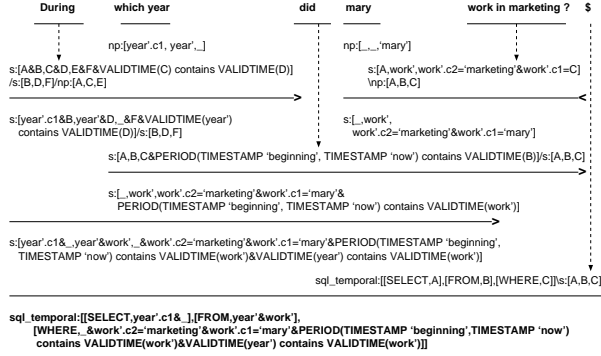 During which year did mary work in marketing ? $
np:[year'.c1, year',_] np:[_,_,'mary']
s:[A&B,C&D,E&F&VALIDTIME(C) contains VALIDTIME(D)] s:[A,work',work'.c2='marketing'&work'.c1=C]
/s:[B,D,F]/np:[A,C,E] \np:[A,B,C]
> <
s:[year'.c1&B,year'&D,_&F&VALIDTIME(year') s:[_,work',
contains VALIDTIME(D)]/s:[B,D,F] work'.c2='marketing'&work'.c1='mary']
s:[A,B,C&PERIOD(TIMESTAMP 'beginning', TIMESTAMP 'now') contains VALIDTIME(B)]/s:[A,B,C]
>
s:[_,work',work'.c2='marketing'&work'.c1='mary'&
PERIOD(TIMESTAMP 'beginning', TIMESTAMP 'now') contains VALIDTIME(work')]
>
s:[year'.c1&_,year'&work',_&work'.c2='marketing'&work'.c1='mary'&PERIOD(TIMESTAMP 'beginning',
TIMESTAMP 'now') contains VALIDTIME(work')&VALIDTIME(year') contains VALIDTIME(work')]
sql_temporal:[[SELECT,A],[FROM,B],[WHERE,C]]\s:[A,B,C]
sql_temporal:[[SELECT,year'.c1&_],[FROM,year'&work'],
[WHERE,_&work'.c2='marketing'&work'.c1='mary'&PERIOD(TIMESTAMP 'beginning',TIMESTAMP 'now')
contains VALIDTIME(work')&VALIDTIME(year') contains VALIDTIME(work')]]